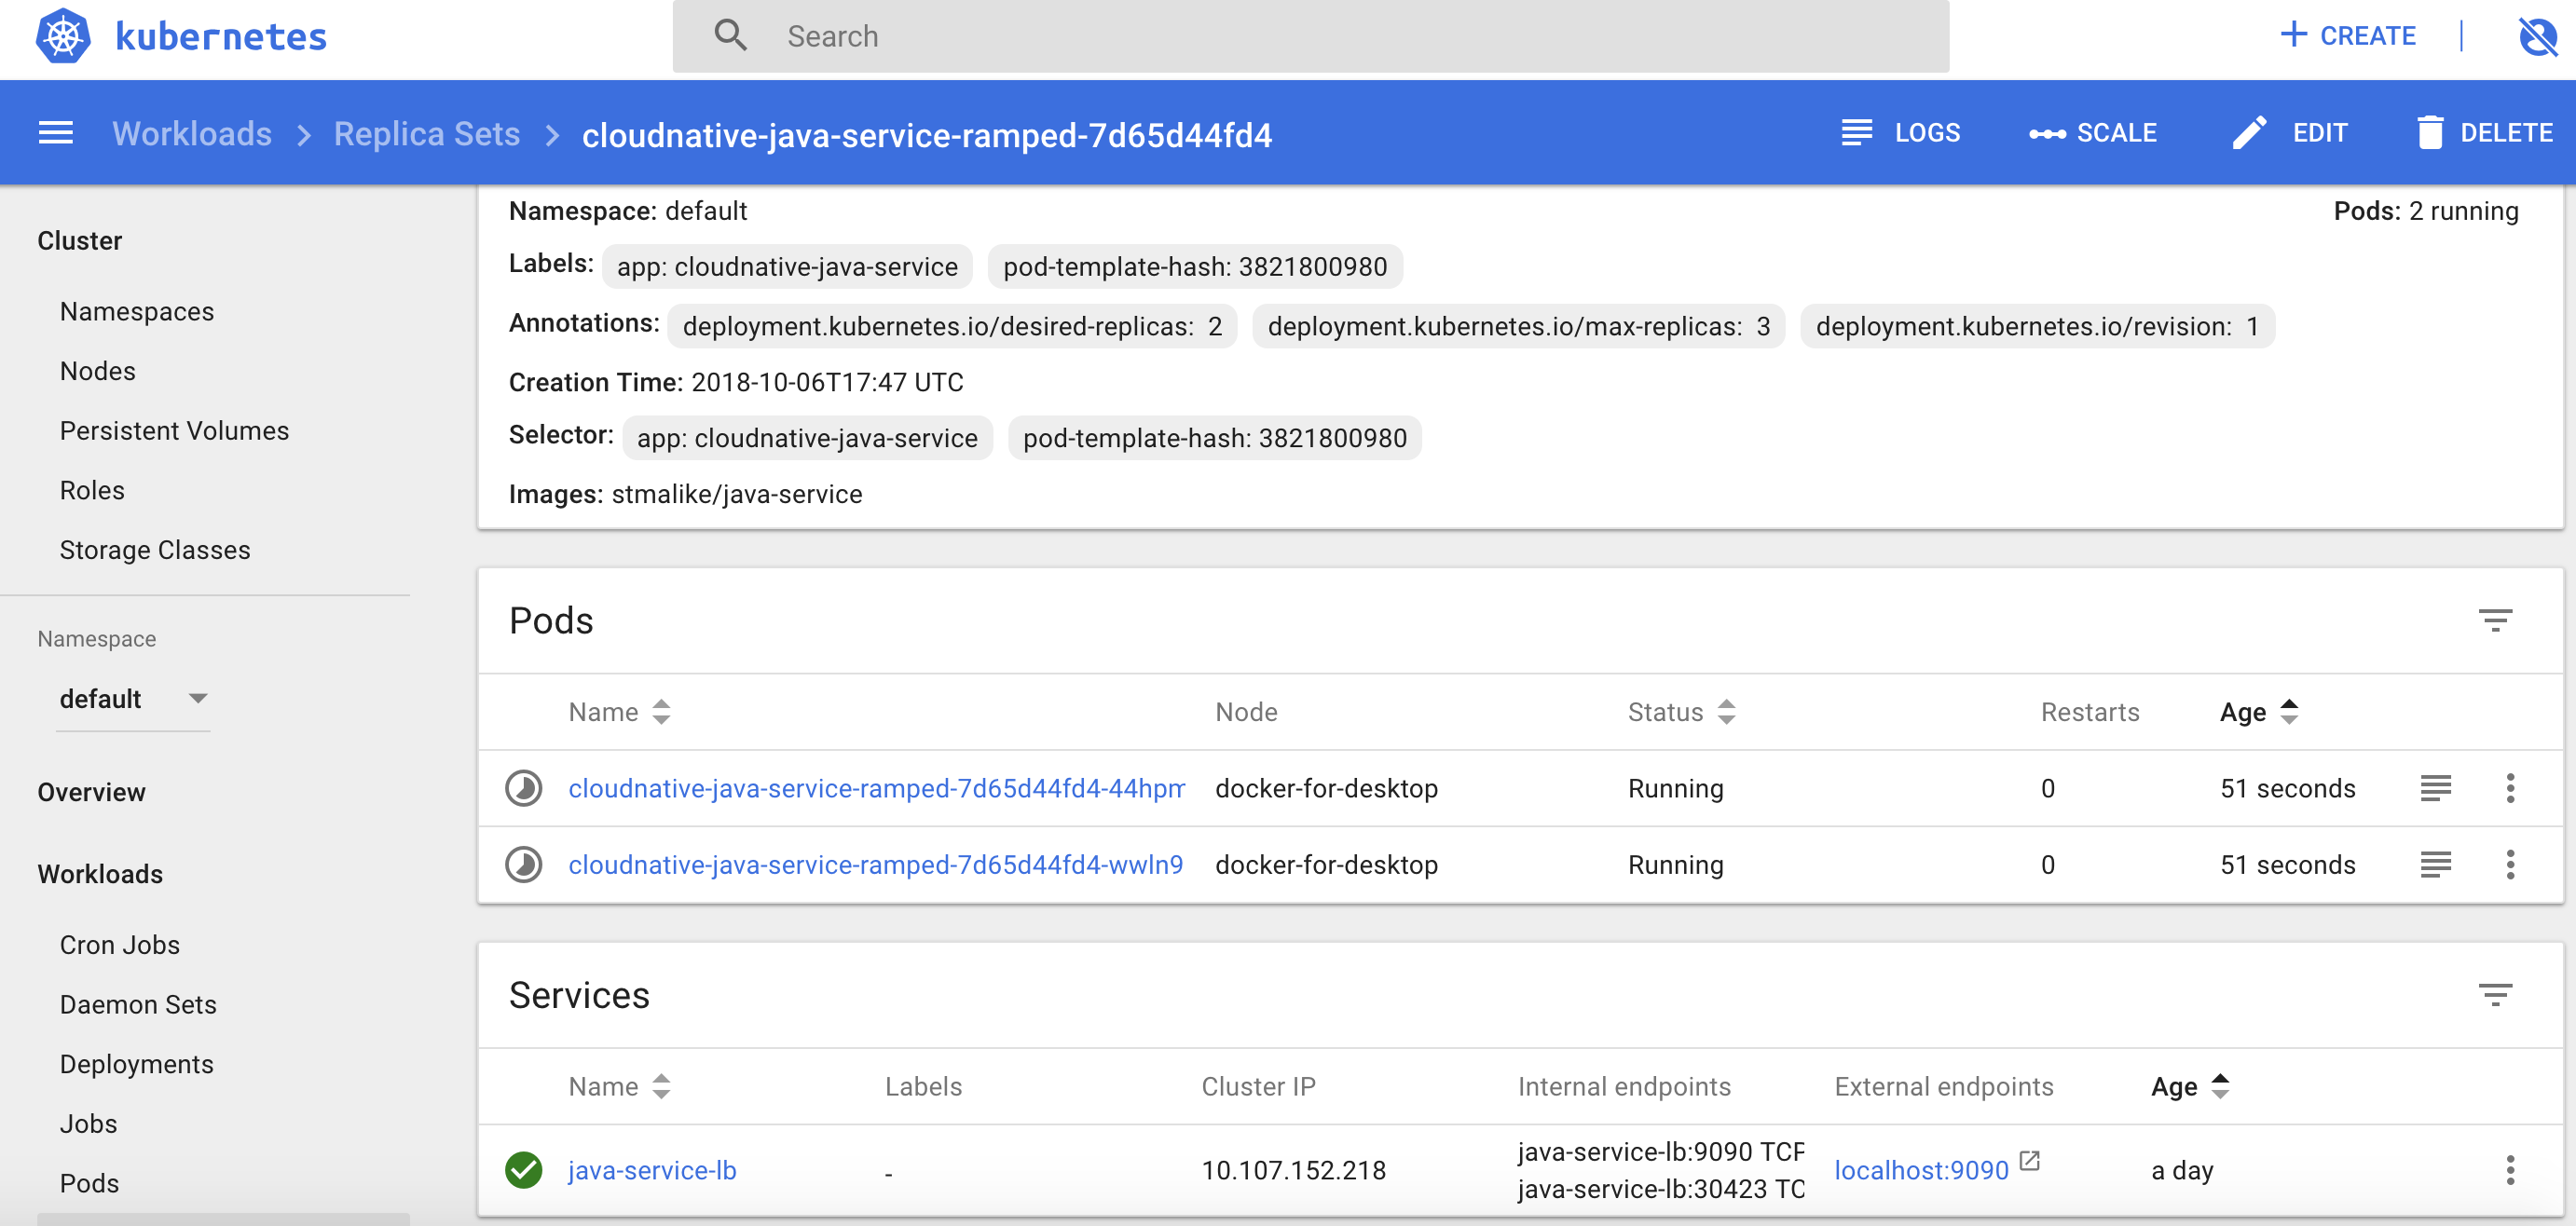 kubernetes
Search
CREATE
Workloads > Replica Sets > cloudnative-java-service-ramped-7d65d44fd4
LOGS
SCALE
EDIT
DELETE
Cluster
Namespaces
Nodes
Persistent Volumes
Roles
Storage Classes
Namespace
default
Overview
Workloads
Cron Jobs
Daemon Sets
Deployments
Jobs
Pods
Namespace: default
Pods: 2 running
Labels: app: cloudnative-java-service pod-template-hash: 3821800980
Annotations: deployment.kubernetes.io/desired-replicas: 2 deployment.kubernetes.io/max-replicas: 3 deployment.kubernetes.io/revision: 1
Creation Time: 2018-10-06T17:47 UTC
Selector: app: cloudnative-java-service pod-template-hash: 3821800980
Images: stmalike/java-service
Pods
Name Node Status Restarts Age
cloudnative-java-service-ramped-7d65d44fd4-44hpm docker-for-desktop Running 0 51 seconds
cloudnative-java-service-ramped-7d65d44fd4-wwln9 docker-for-desktop Running 0 51 seconds
Services
Name Labels Cluster IP Internal endpoints External endpoints Age
java-service-lb - 10.107.152.218 java-service-lb:9090 TCP localhost:9090 a day
java-service-lb:30423 TC